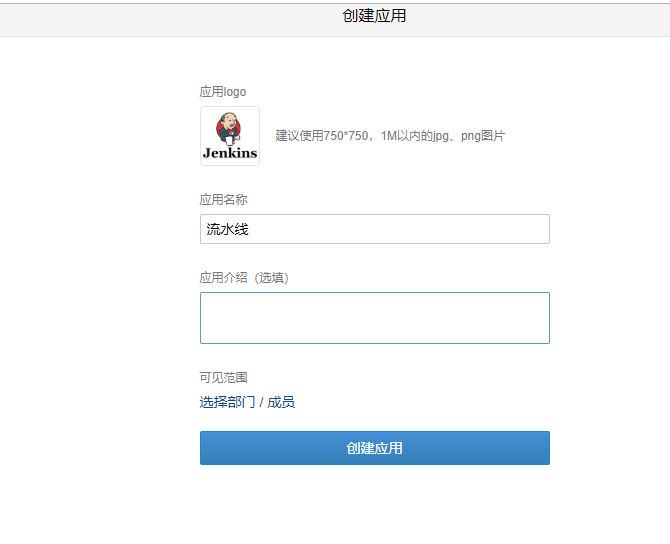 创建应用
应用logo
Jenkins
建议使用750*750，1M以内的jpg、png图片
应用名称
流水线
应用介绍（选填）
可见范围
选择部门 / 成员
创建应用